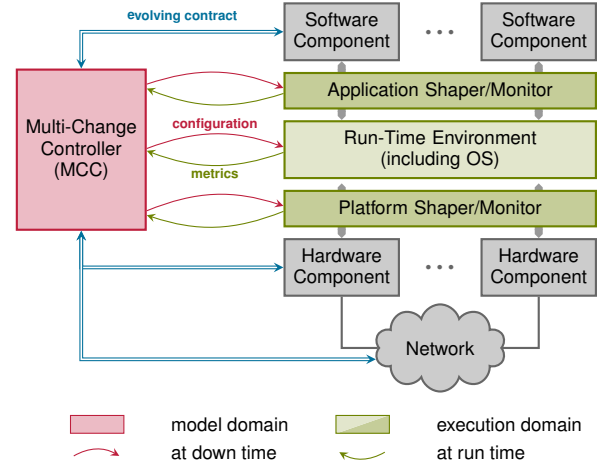 evolving contract
Software
Component
...
Software
Component
Multi-Change
Controller
(MCC)
Application Shaper/Monitor
configuration
Run-Time Environment
(including OS)
metrics
Platform Shaper/Monitor
Hardware
Component
...
Hardware
Component
Network
model domain
execution domain
at down time
at run time